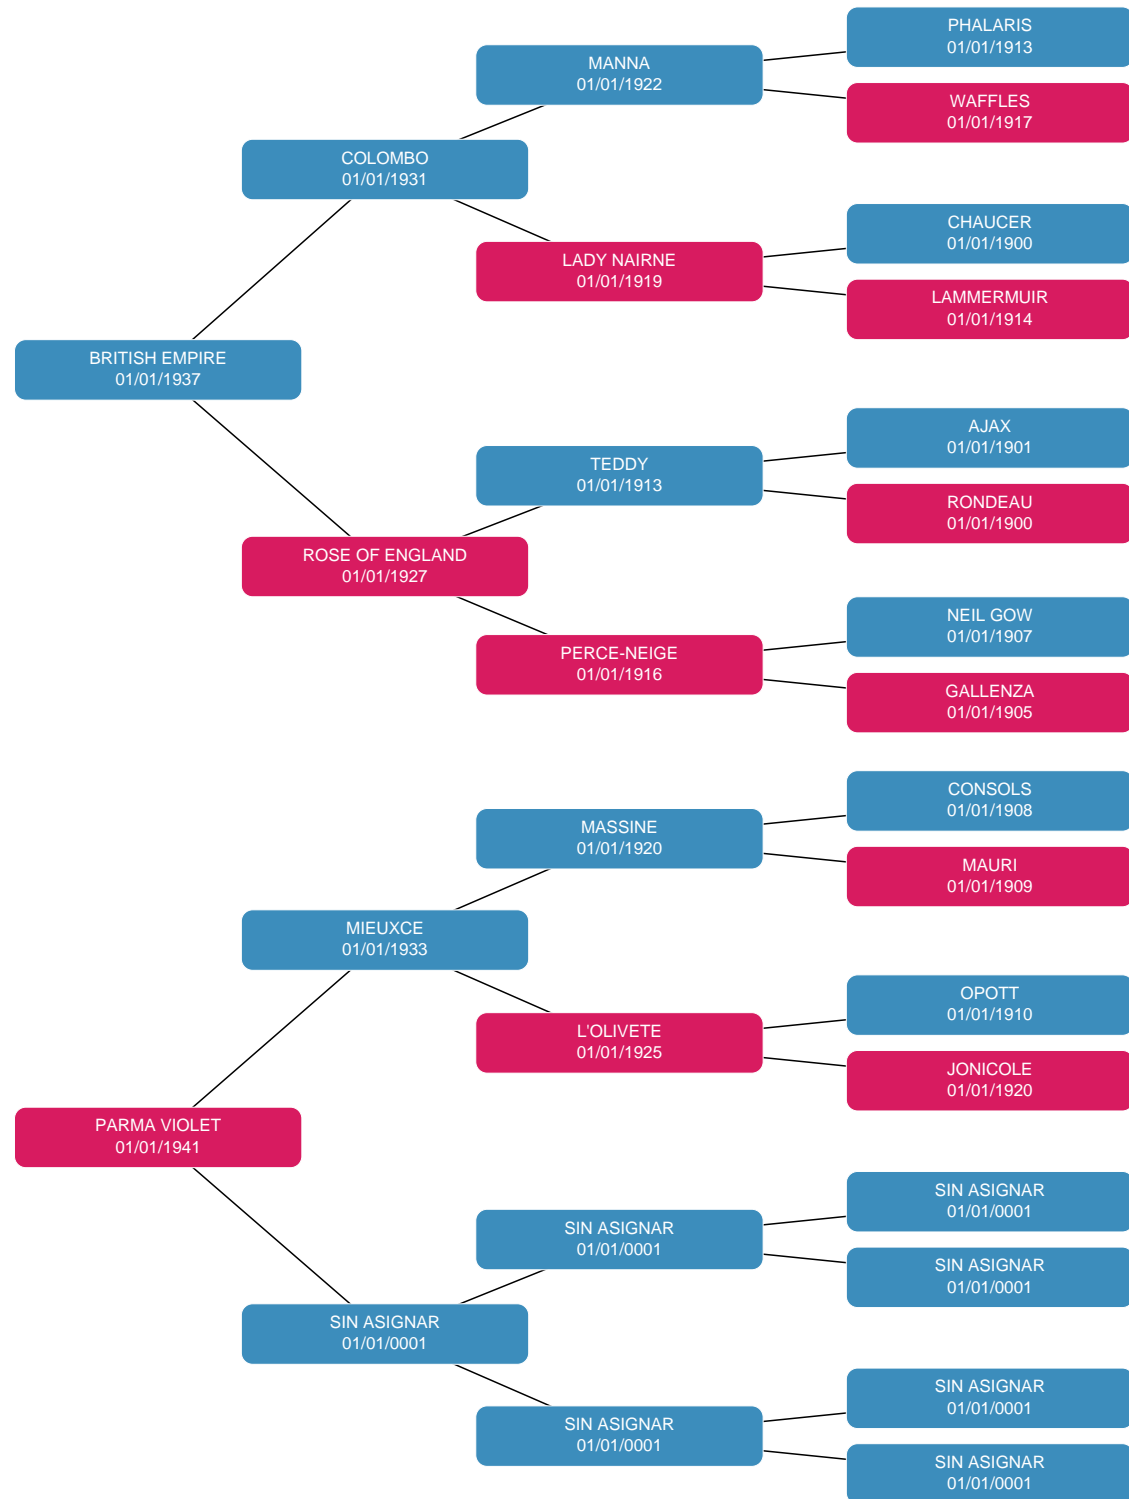 PHALARIS
01/01/1913
MANNA
01/01/1922
WAFFLES
01/01/1917
COLOMBO
01/01/1931
CHAUCER
01/01/1900
LADY NAIRNE
01/01/1919
LAMMERMUIR
01/01/1914
BRITISH EMPIRE
01/01/1937
AJAX
01/01/1901
TEDDY
01/01/1913
RONDEAU
01/01/1900
ROSE OF ENGLAND
01/01/1927
NEIL GOW
01/01/1907
PERCE-NEIGE
01/01/1916
GALLENZA
01/01/1905
CONSOLS
01/01/1908
MASSINE
01/01/1920
MAURI
01/01/1909
MIEUXCE
01/01/1933
OPOTT
01/01/1910
L'OLIVETE
01/01/1925
JONICOLE
01/01/1920
PARMA VIOLET
01/01/1941
SIN ASIGNAR
01/01/0001
SIN ASIGNAR
01/01/0001
SIN ASIGNAR
01/01/0001
SIN ASIGNAR
01/01/0001
SIN ASIGNAR
01/01/0001
SIN ASIGNAR
01/01/0001
SIN ASIGNAR
01/01/0001